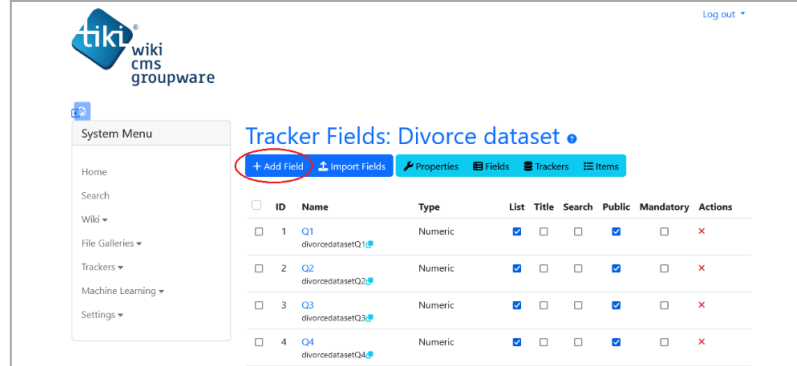 Log out
tiki
wiki
cms
groupware
System Menu
Home
Search
Wiki
File Galleries
Trackers
Machine Learning
Settings
Tracker Fields: Divorce dataset
Add Field Import Fields Properties Fields Trackers Items
ID Name Type List Title Search Public Mandatory Actions
1 Q1 Numeric
divorcedatasetQ1
2 Q2 Numeric
divorcedatasetQ2
3 Q3 Numeric
divorcedatasetQ3
4 Q4 Numeric
divorcedatasetQ4